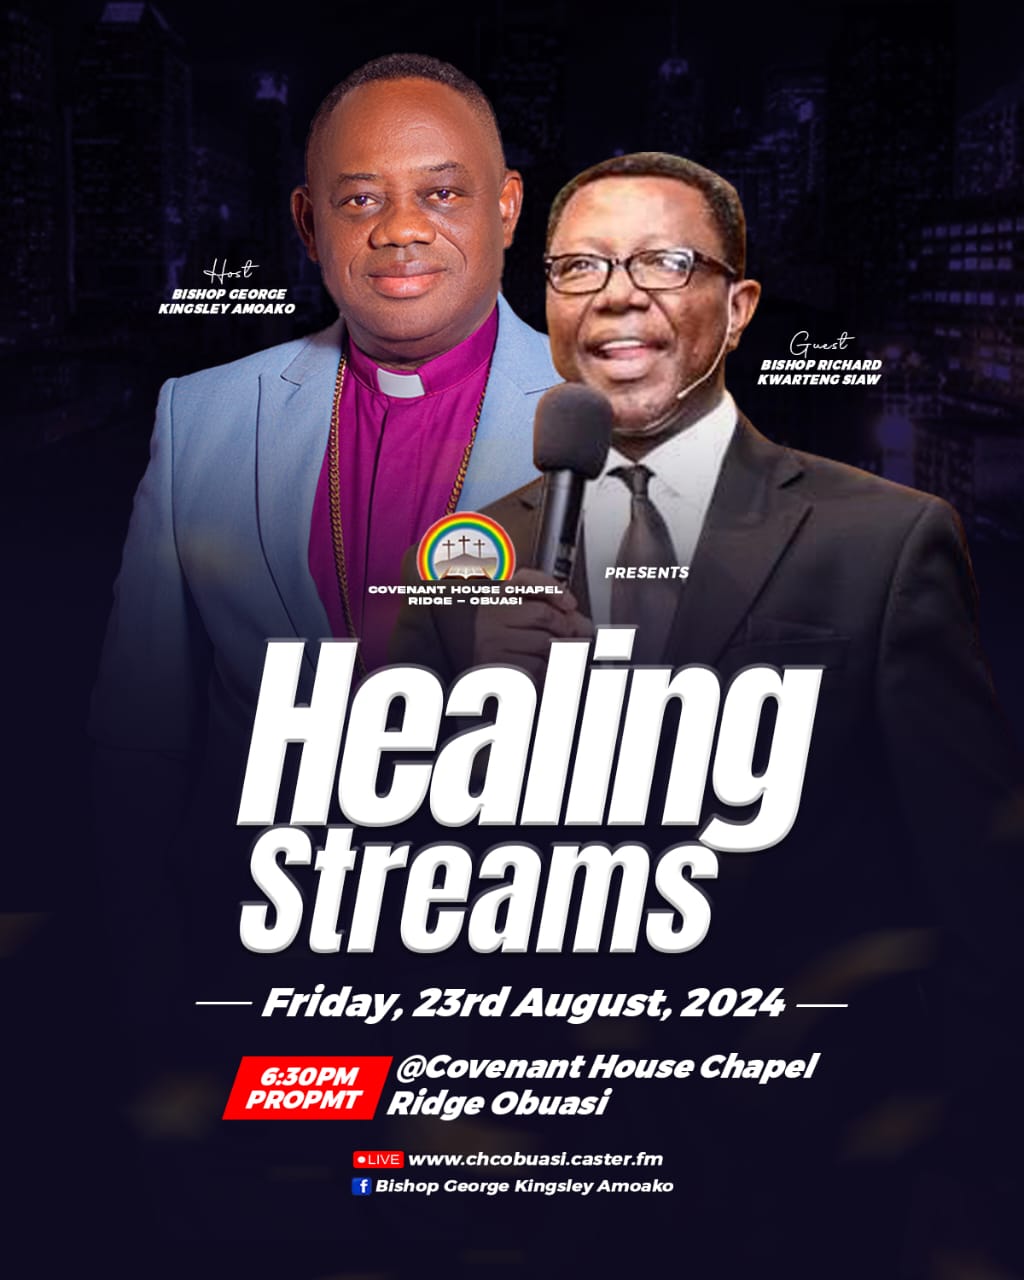 Host
BISHOP GEORGE
KINGSLEY AMOAKO
Guest
BISHOP RICHARD
KWARTENG SIAW
COVENANT HOUSE CHAPEL
RIDGE – OBUASI
PRESENTS
Healing
Streams
Friday, 23rd August, 2024
6:30PM
PROPMT
@Covenant House Chapel
Ridge Obuasi
LIVE www.chcobuasi.caster.fm
f Bishop George Kingsley Amoako